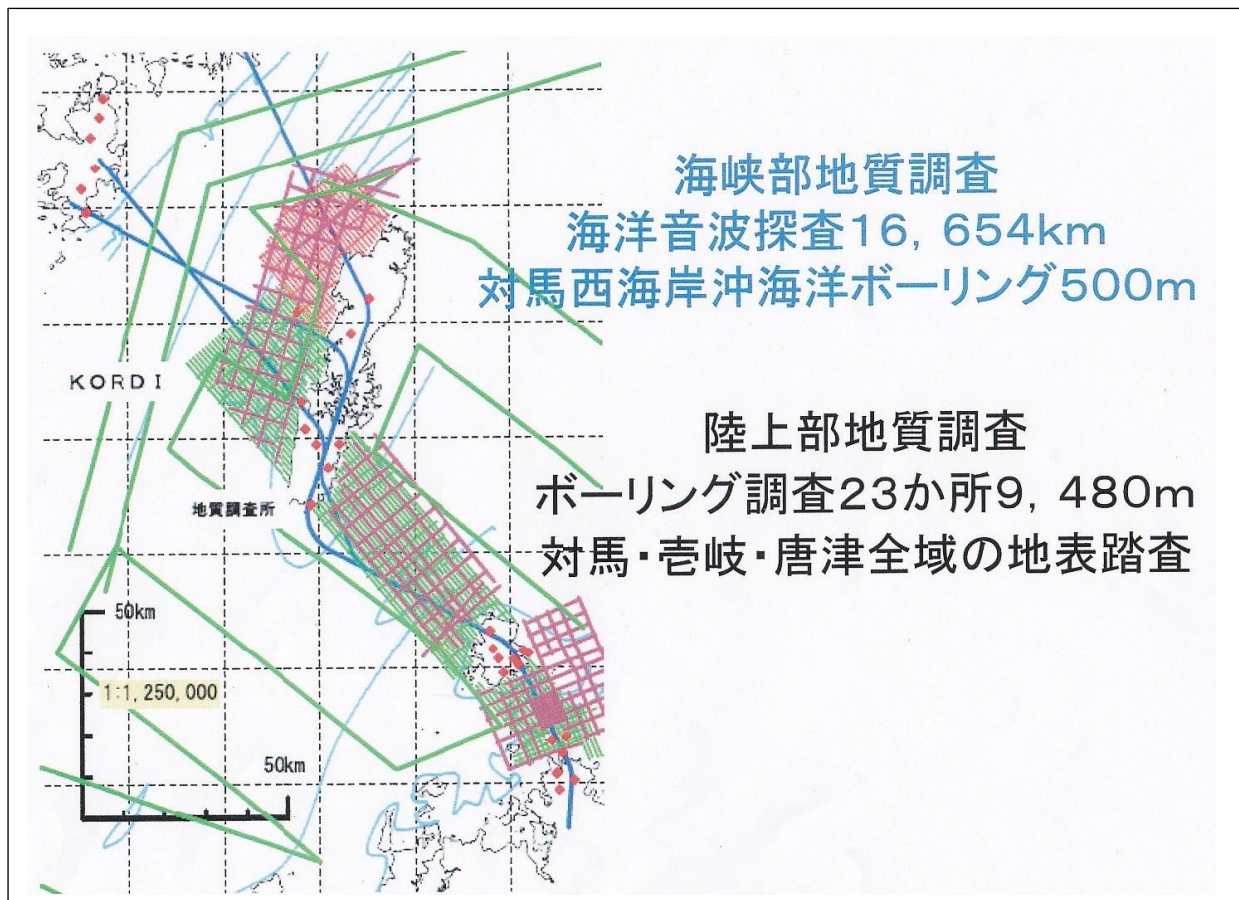 海峡部地質調査
海洋音波探査16,654km
対馬西海岸沖海洋ボーリング500m
KORDI
陸上部地質調査
ボーリング調査23か所9,480m
対馬・壱岐・唐津全域の地表踏査
地質調査所
50km
1:1,250,000
50km